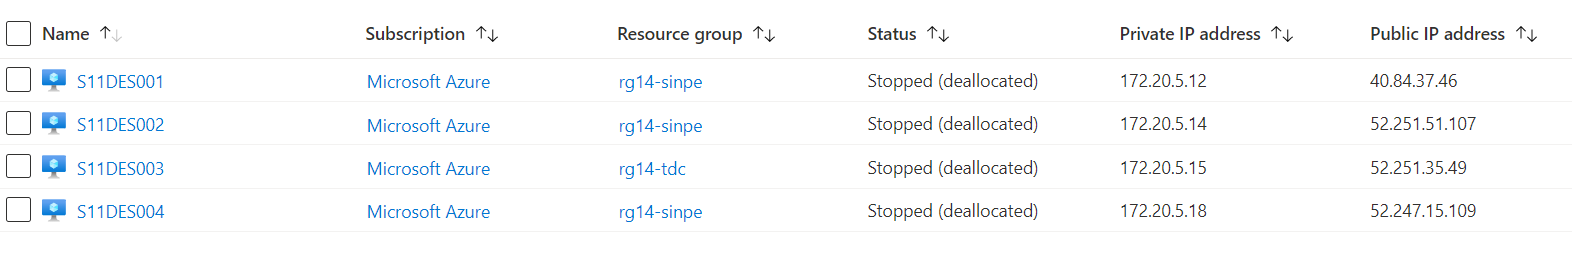 Name Subscription Resource group Status Private IP address Public IP address
S11DES001 Microsoft Azure rg14-sinpe Stopped (deallocated) 172.20.5.12 40.84.37.46
S11DES002 Microsoft Azure rg14-sinpe Stopped (deallocated) 172.20.5.14 52.251.51.107
S11DES003 Microsoft Azure rg14-tdc Stopped (deallocated) 172.20.5.15 52.251.35.49
S11DES004 Microsoft Azure rg14-sinpe Stopped (deallocated) 172.20.5.18 52.247.15.109